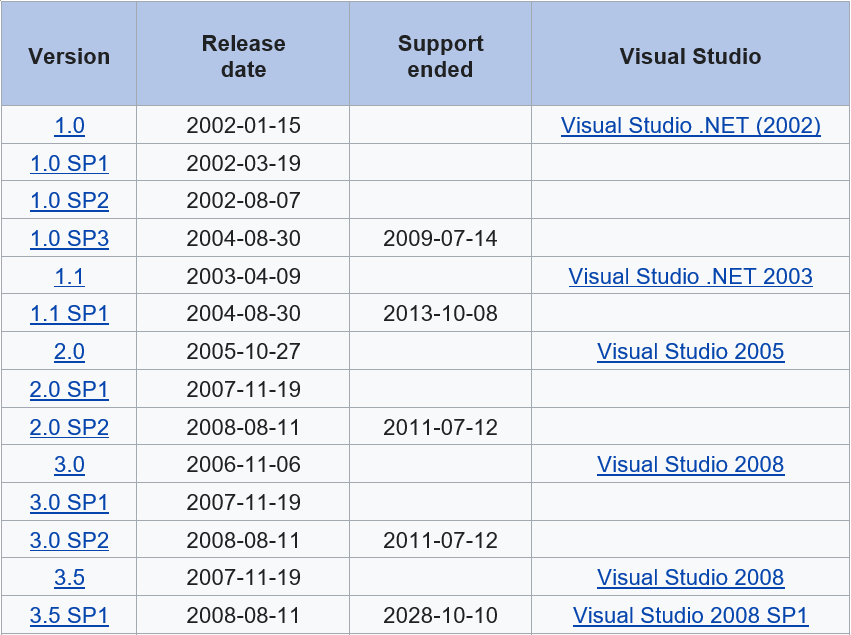 Version Release date Support ended Visual Studio
1.0 2002-01-15 Visual Studio .NET (2002)
1.0 SP1 2002-03-19
1.0 SP2 2002-08-07
1.0 SP3 2004-08-30 2009-07-14
1.1 2003-04-09 Visual Studio .NET 2003
1.1 SP1 2004-08-30 2013-10-08
2.0 2005-10-27 Visual Studio 2005
2.0 SP1 2007-11-19
2.0 SP2 2008-08-11 2011-07-12
3.0 2006-11-06 Visual Studio 2008
3.0 SP1 2007-11-19
3.0 SP2 2008-08-11 2011-07-12
3.5 2007-11-19 Visual Studio 2008
3.5 SP1 2008-08-11 2028-10-10 Visual Studio 2008 SP1